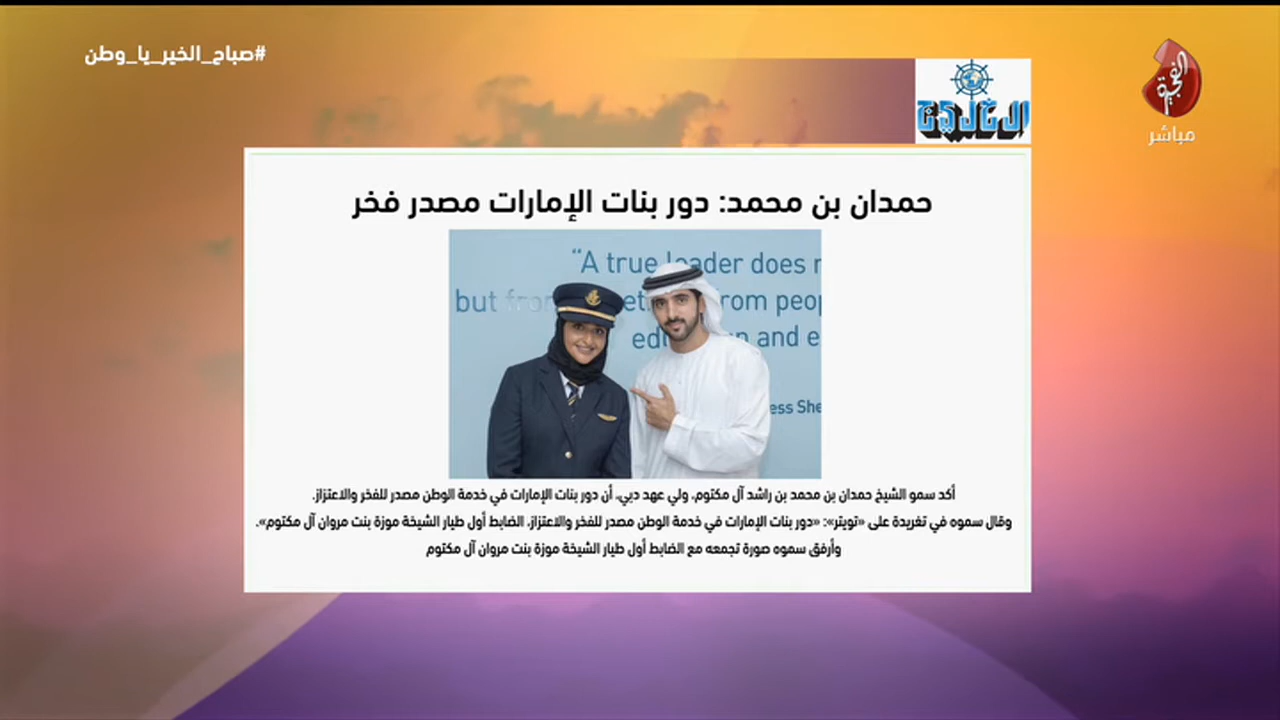 #صباح_الخير_يا_وطن
الفجيرة
مباشر
الخليج
حمدان بن محمد: دور بنات الإمارات مصدر فخر
“A true leader does
but from
from
and e
ess She
أكد سمو الشيخ حمدان بن محمد بن راشد آل مكتوم، ولي عهد دبي، أن دور بنات الإمارات في خدمة الوطن مصدر للفخر والاعتزاز.
وقال سموه في تغريدة على «تويتر»: «دور بنات الإمارات في خدمة الوطن مصدر للفخر والاعتزاز، الضابط أول طيار الشيخة موزة بنت مروان آل مكتوم».
وأرفق سموه صورة تجمعه مع الضابط أول طيار الشيخة موزة بنت مروان آل مكتوم